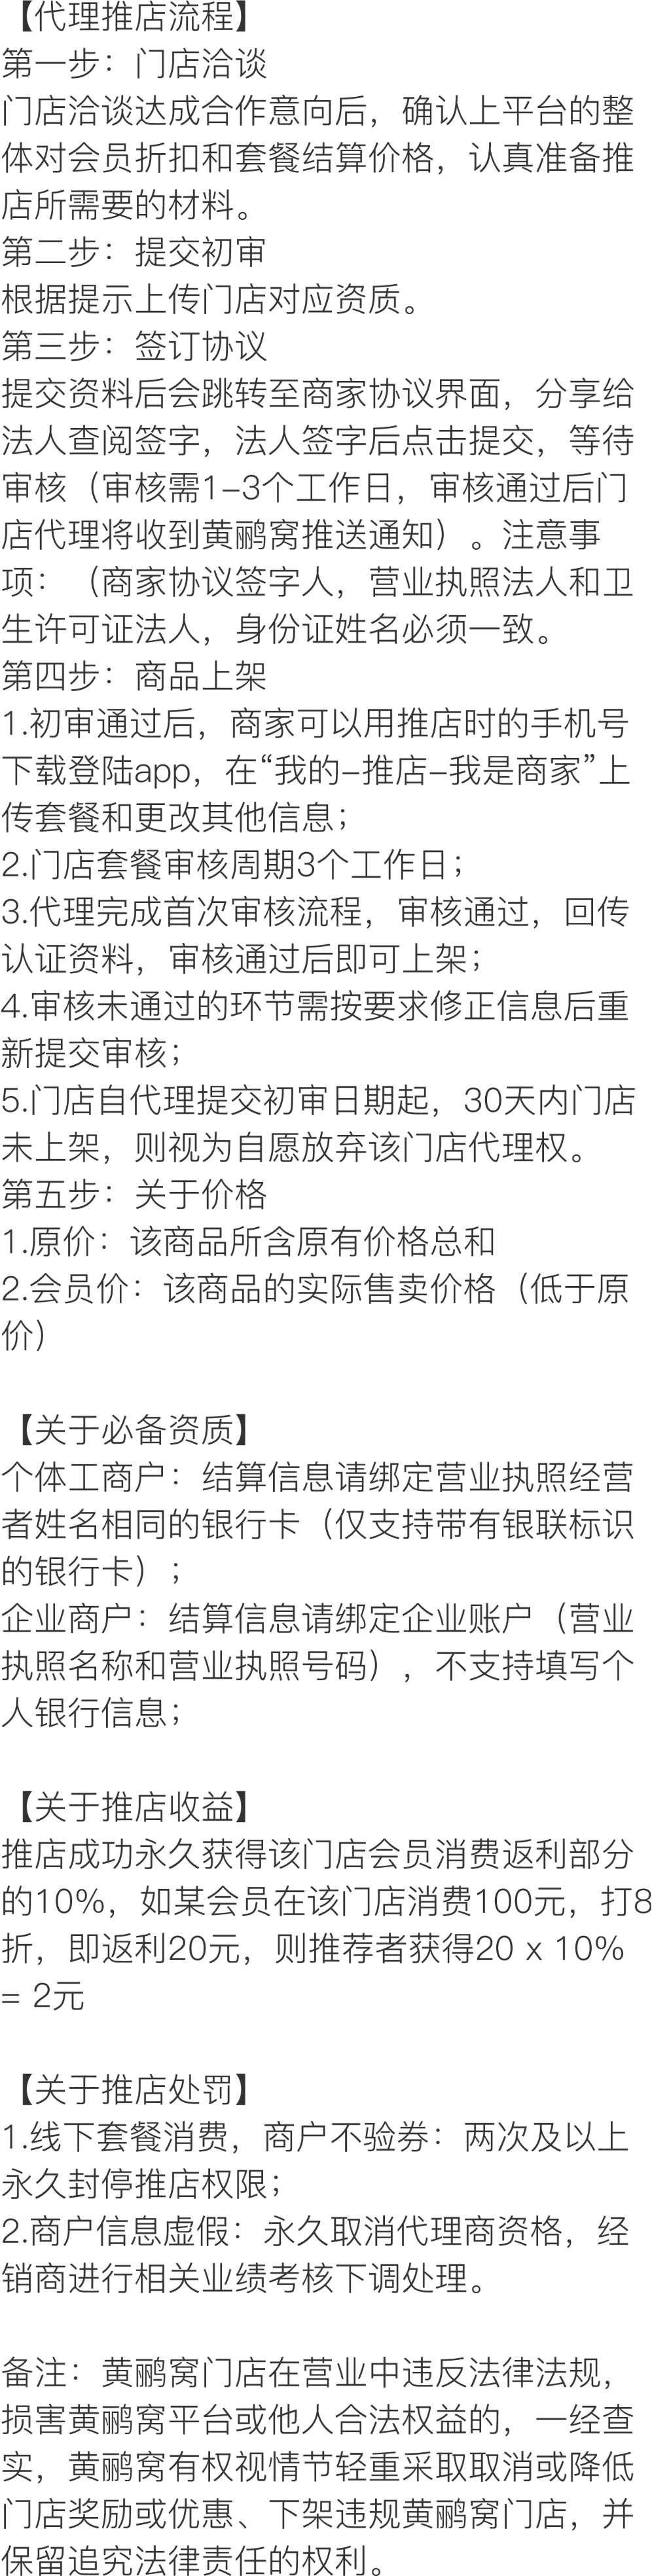 【代理推店流程】
第一步：门店洽谈
门店洽谈达成合作意向后，确认上平台的整
体对会员折扣和套餐结算价格，认真准备推
店所需要的材料。
第二步：提交初审
根据提示上传门店对应资质。
第三步：签订协议
提交资料后会跳转至商家协议界面，分享给
法人查阅签字，法人签字后点击提交，等待
审核（审核需1-3个工作日，审核通过后门
店代理将收到黄鹂窝推送通知）。注意事
项：（商家协议签字人，营业执照法人和卫
生许可证法人，身份证姓名必须一致。
第四步：商品上架
1.初审通过后，商家可以用推店时的手机号
下载登陆app，在“我的-推店-我是商家”上
传套餐和更改其他信息；
2.门店套餐审核周期3个工作日；
3.代理完成首次审核流程，审核通过，回传
认证资料，审核通过后即可上架；
4.审核未通过的环节需按要求修正信息后重
新提交审核；
5.门店自代理提交初审日期起，30天内门店
未上架，则视为自愿放弃该门店代理权。
第五步：关于价格
1.原价：该商品所含原有价格总和
2.会员价：该商品的实际售卖价格（低于原
价）
【关于必备资质】
个体工商户：结算信息请绑定营业执照经营
者姓名相同的银行卡（仅支持带有银联标识
的银行卡）；
企业商户：结算信息请绑定企业账户（营业
执照名称和营业执照号码），不支持填写个
人银行信息；
【关于推店收益】
推店成功永久获得该门店会员消费返利部分
的10%，如某会员在该门店消费100元，打8
折，即返利20元，则推荐者获得20 x 10%
= 2元
【关于推店处罚】
1.线下套餐消费，商户不验券：两次及以上
永久封停推店权限；
2.商户信息虚假：永久取消代理商资格，经
销商进行相关业绩考核下调处理。
备注：黄鹂窝门店在营业中违反法律法规，
损害黄鹂窝平台或他人合法权益的，一经查
实，黄鹂窝有权视情节轻重采取取消或降低
门店奖励或优惠、下架违规黄鹂窝门店，并
保留追究法律责任的权利。